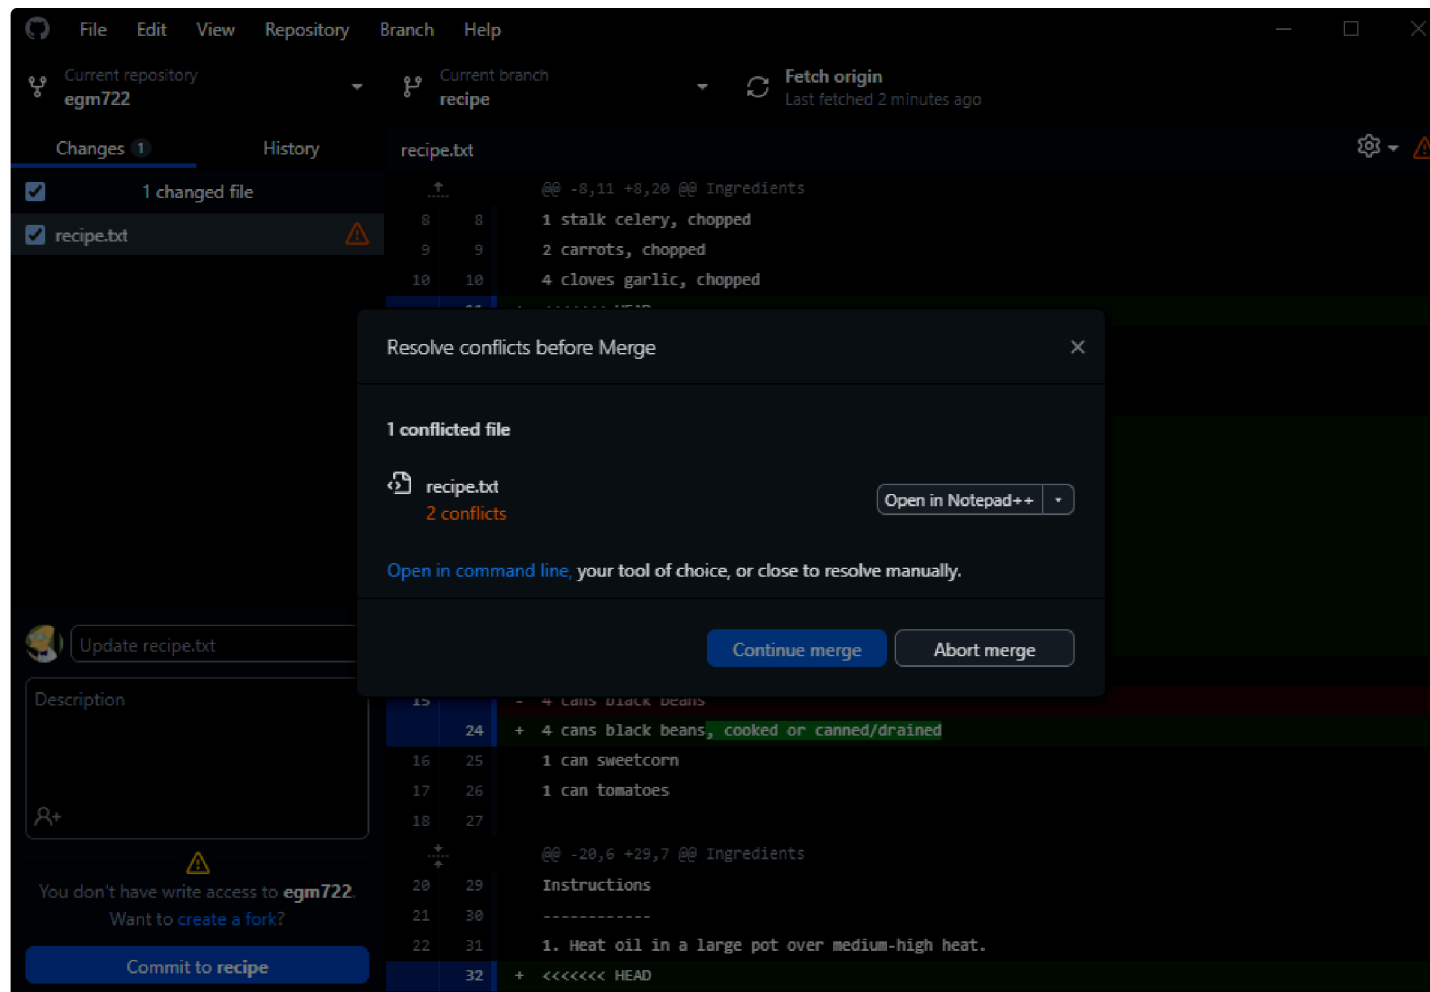 File Edit View Repository Branch Help
Current repository
egm722
Current branch
recipe
Fetch origin
Last fetched 2 minutes ago
Changes 1
History
recipe.txt
1 changed file
recipe.txt
@@ -8,11 +8,20 @@ Ingredients
8 8 1 stalk celery, chopped
9 9 2 carrots, chopped
10 10 4 cloves garlic, chopped
Resolve conflicts before Merge
1 conflicted file
recipe.txt
2 conflicts
Open in Notepad++
Open in command line, your tool of choice, or close to resolve manually.
Continue merge
Abort merge
Update recipe.txt
Description
You don't have write access to egm722.
Want to create a fork?
Commit to recipe
15 - 4 cans black beans
24 + 4 cans black beans, cooked or canned/drained
16 25 1 can sweetcorn
17 26 1 can tomatoes
18 27
@@ -20,6 +29,7 @@ Ingredients
20 29 Instructions
21 30 ------------
22 31 1. Heat oil in a large pot over medium-high heat.
32 + <<<<<<< HEAD